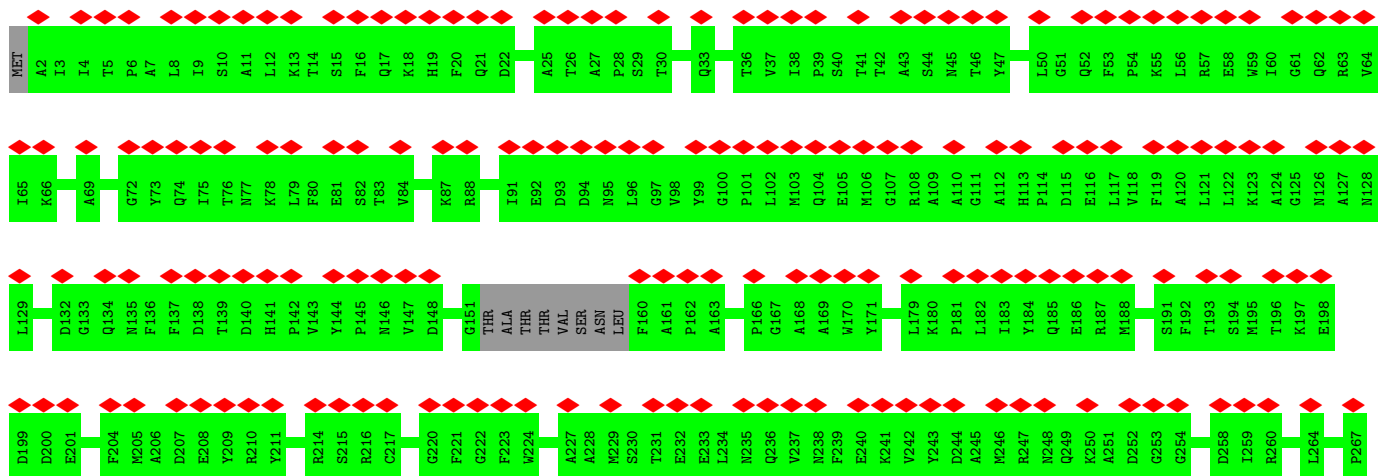 MET A2 I3 I4 T5 P6 A7 L8 I9 S10 A11 L12 K13 T14 S15 F16 Q17 K18 H19 F20 Q21 D22 A25 T26 A27 P28 S29 T30 Q33 T36 V37 I38 P39 S40 T41 T42 A43 S44 N45 T46 Y47 L50 G51 Q52 F53 P54 K55 L56 R57 E58 W59 I60 G61 Q62 R63 V64
I65 K66 A69 G72 Y73 Q74 I75 T76 N77 K78 L79 F80 E81 S82 T83 V84 K87 R88 I91 E92 D93 D94 N95 L96 G97 V98 Y99 G100 P101 L102 M103 Q104 E105 M106 G107 R108 A109 A110 G111 A112 H113 P114 D115 E116 L117 V118 F119 A120 L121 L122 K123 A124 G125 N126 A127 N128
L129 D132 G133 Q134 N135 F136 F137 D138 T139 D140 H141 P142 V143 Y144 P145 N146 V147 D148 G151 THR ALA THR THR VAL SER ASN LEU F160 A161 P162 A163 P166 G167 A168 A169 W170 Y171 L179 K180 P181 L182 I183 Y184 Q185 E186 R187 M188 S191 F192 T193 S194 M195 T196 K197 E198
D199 D200 E201 F204 M205 A206 D207 E208 Y209 R210 Y211 R214 S215 R216 C217 G220 F221 G222 F223 W224 A227 A228 M229 S230 T231 E232 E233 L234 N235 Q236 V237 N238 F239 E240 K241 V242 Y243 D244 A245 M246 R247 N248 Q249 K250 A251 D252 G253 G254 D258 I259 R260 L264 P267